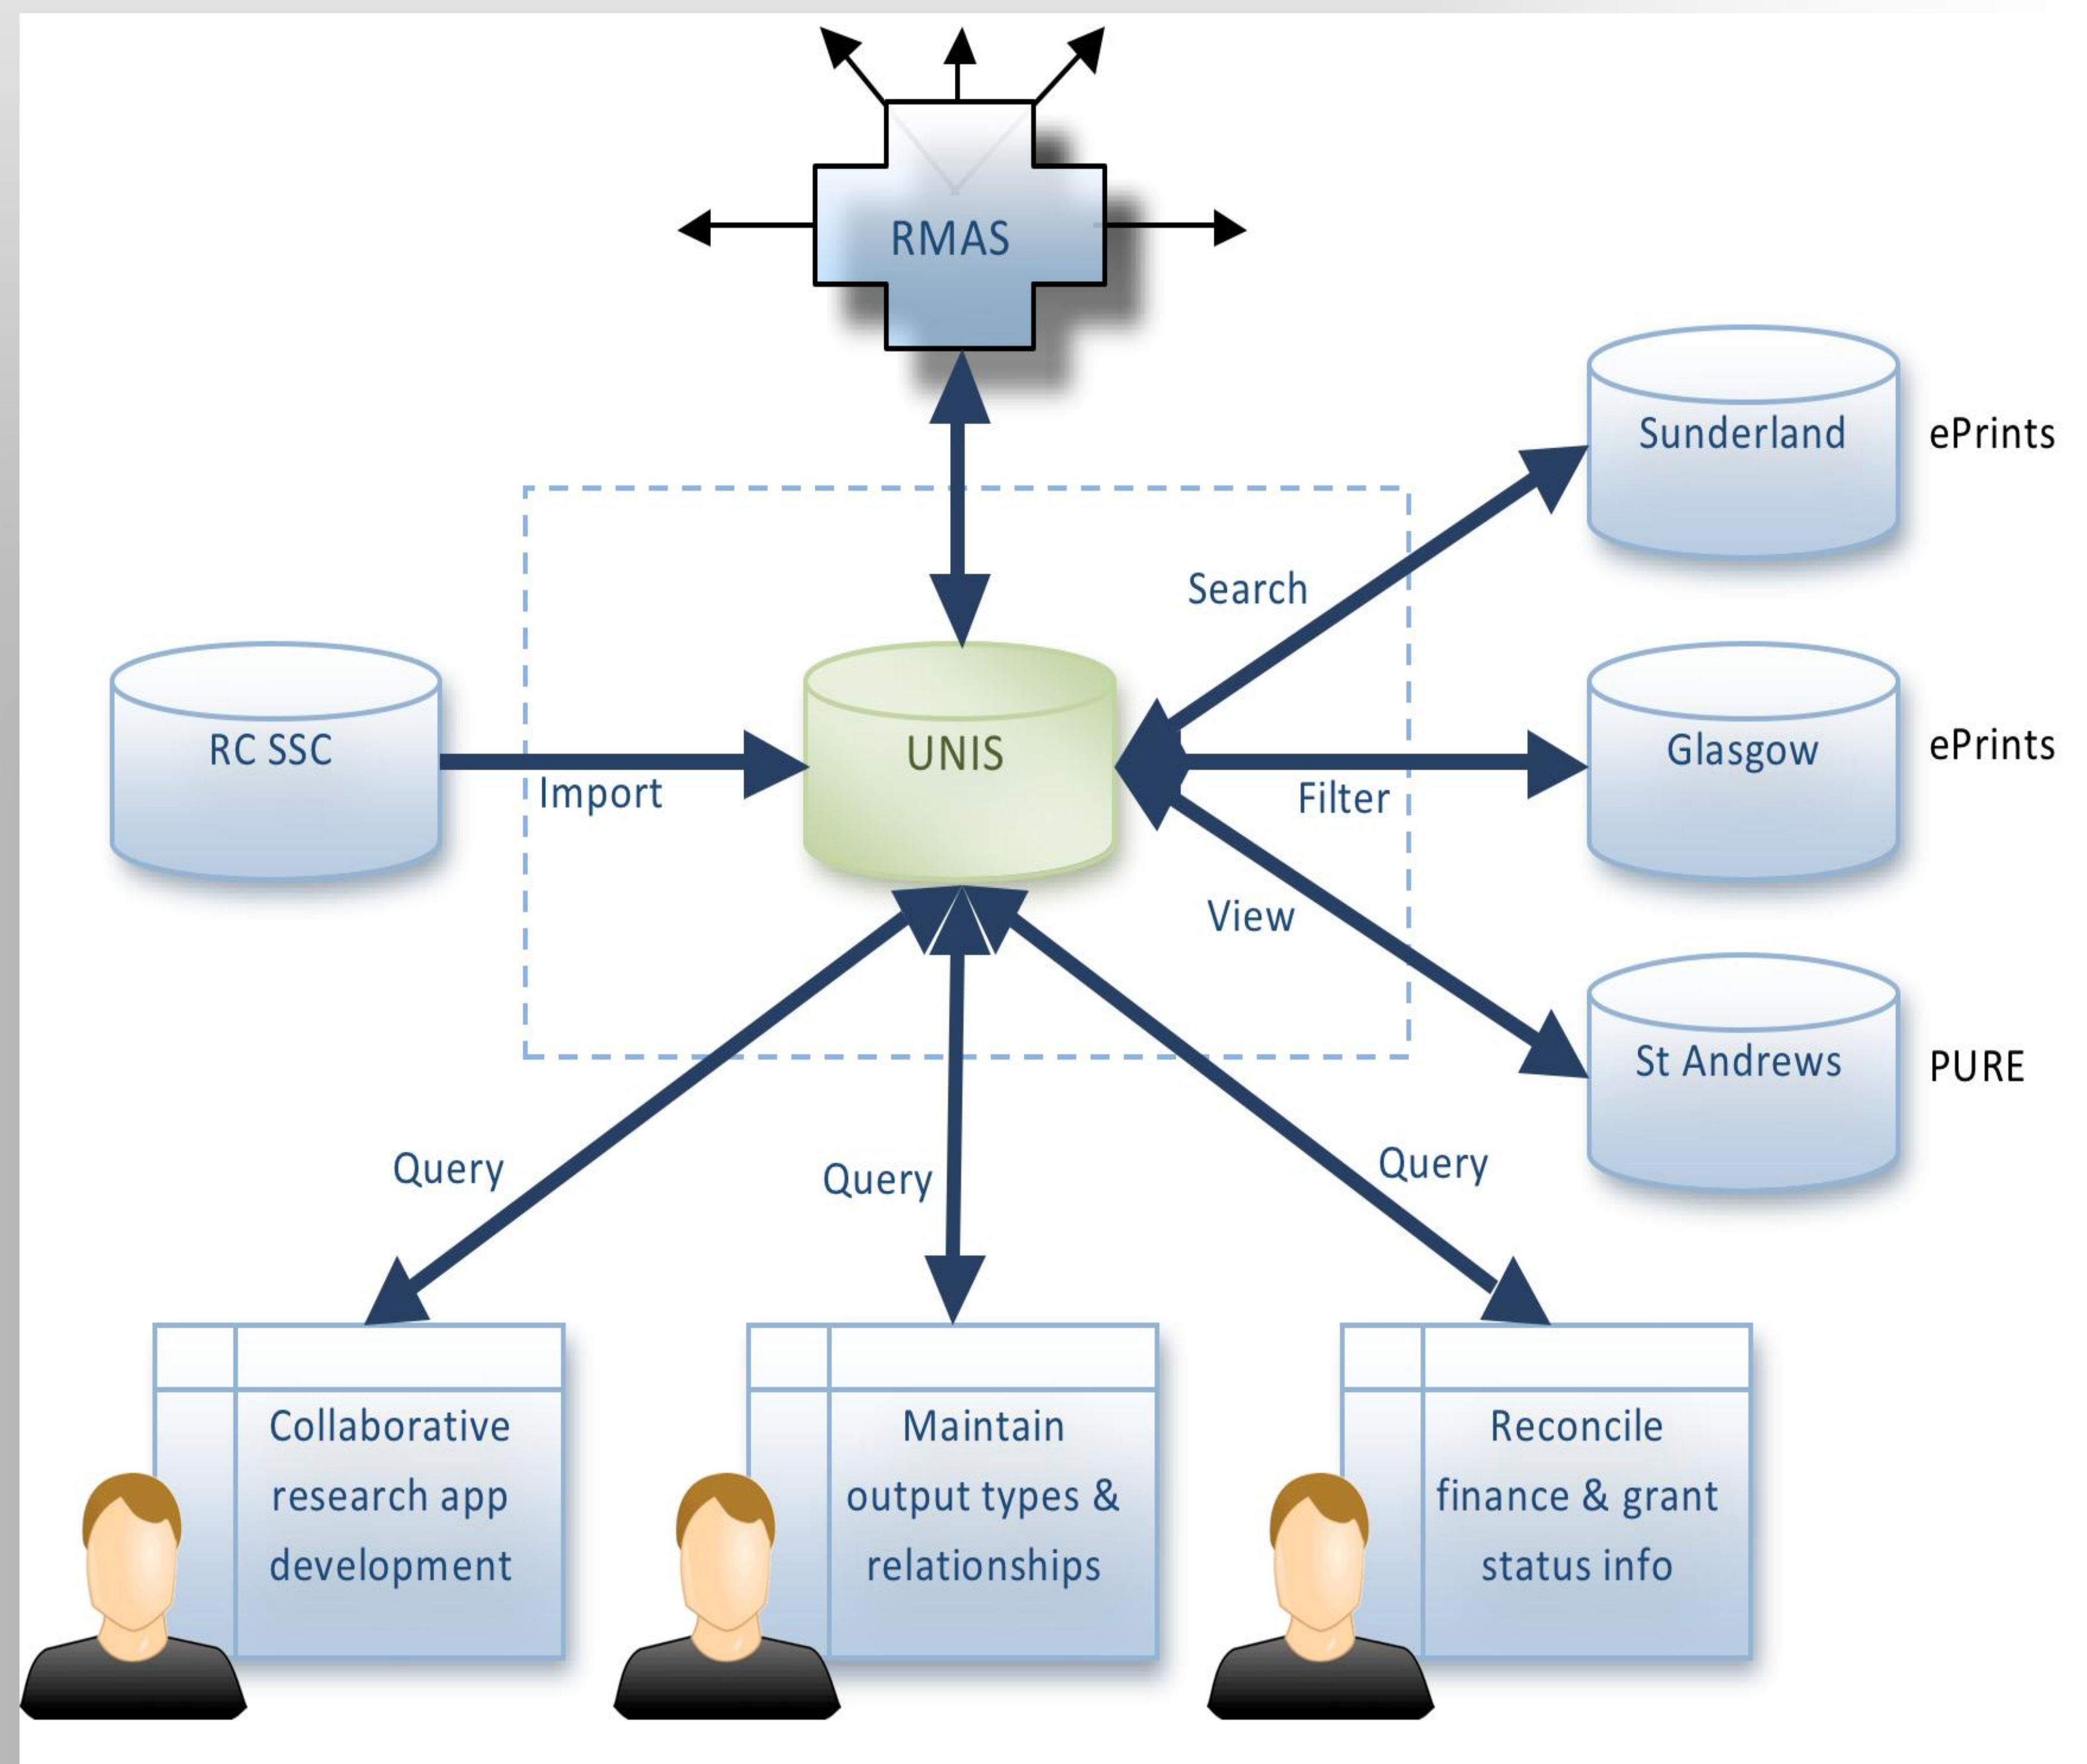 RMAS
Sunderland
ePrints
Search
RC SSC
Import
UNIS
Filter
Glasgow
ePrints
View
St Andrews
PURE
Query
Query
Query
Collaborative
research app
development
Maintain
output types &
relationships
Reconcile
finance & grant
status info